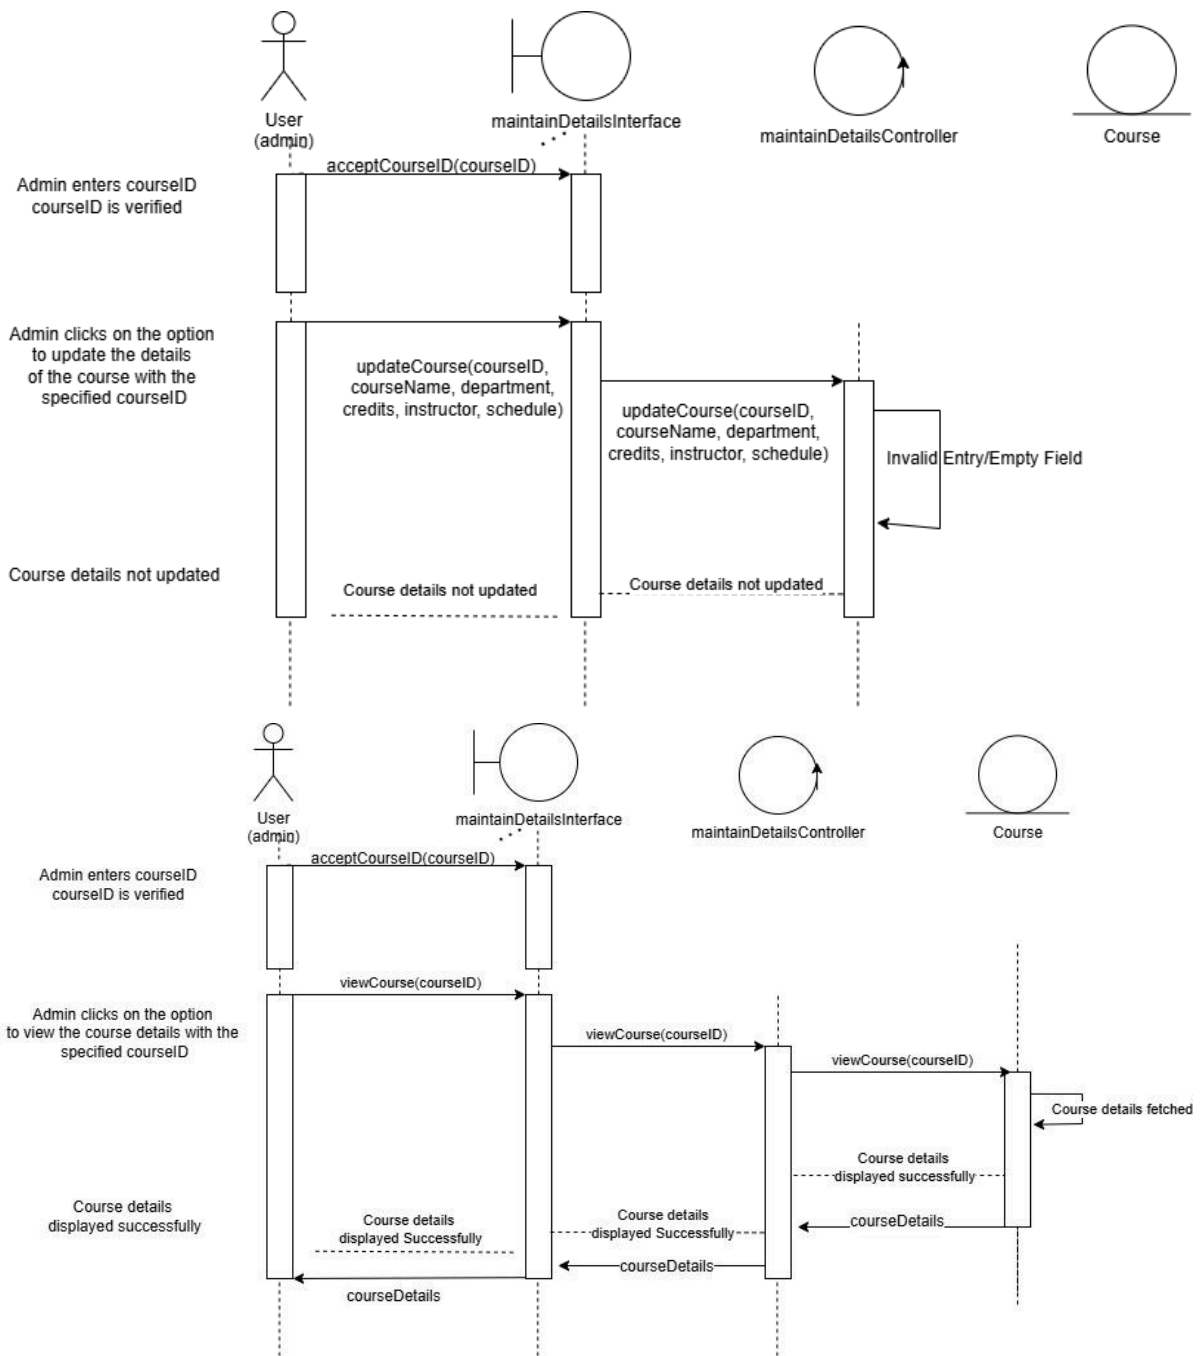 User
(admin)
maintainDetailsInterface
maintainDetailsController
Course
Admin enters courseID
courseID is verified
acceptCourseID(courseID)
Admin clicks on the option
to update the details
of the course with the
specified courseID
updateCourse(courseID,
courseName, department,
credits, instructor, schedule)
updateCourse(courseID,
courseName, department,
credits, instructor, schedule)
Invalid Entry/Empty Field
Course details not updated
Course details not updated
Course details not updated
User
(admin)
maintainDetailsInterface
maintainDetailsController
Course
Admin enters courseID
courseID is verified
acceptCourseID(courseID)
Admin clicks on the option
to view the course details with the
specified courseID
viewCourse(courseID)
viewCourse(courseID)
viewCourse(courseID)
Course details fetched
Course details
displayed successfully
Course details
displayed successfully
Course details
displayed Successfully
Course details
displayed Successfully
courseDetails
courseDetails
courseDetails